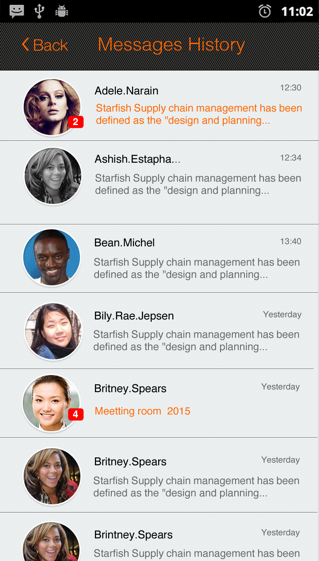 11:02
Back Messages History
Adele.Narain 12:30
Starfish Supply chain management has been
defined as the "design and planning...
2
Ashish.Estapha... 12:34
Starfish Supply chain management has been
defined as the "design and planning...
Bean.Michel 13:40
Starfish Supply chain management has been
defined as the "design and planning...
Bily.Rae.Jepsen Yesterday
Starfish Supply chain management has been
defined as the "design and planning...
Britney.Spears Yesterday
Meetting room 2015
4
Britney.Spears Yesterday
Starfish Supply chain management has been
defined as the "design and planning...
Brintney.Spears Yesterday
Starfish Supply chain management has been